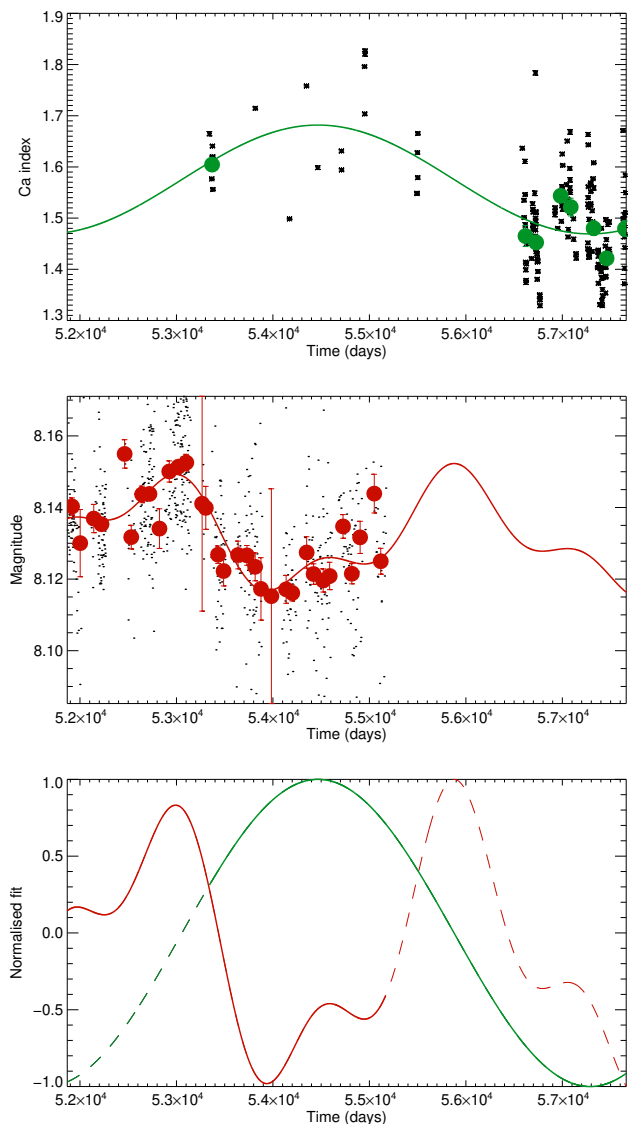 1.9
1.8
1.7
1.6
1.5
1.4
1.3
Ca index
5.2×10⁴ 5.3×10⁴ 5.4×10⁴ 5.5×10⁴ 5.6×10⁴ 5.7×10⁴
Time (days)
8.16
8.14
8.12
8.10
Magnitude
5.2×10⁴ 5.3×10⁴ 5.4×10⁴ 5.5×10⁴ 5.6×10⁴ 5.7×10⁴
Time (days)
1.0
0.5
0.0
−0.5
−1.0
Normalised fit
5.2×10⁴ 5.3×10⁴ 5.4×10⁴ 5.5×10⁴ 5.6×10⁴ 5.7×10⁴
Time (days)